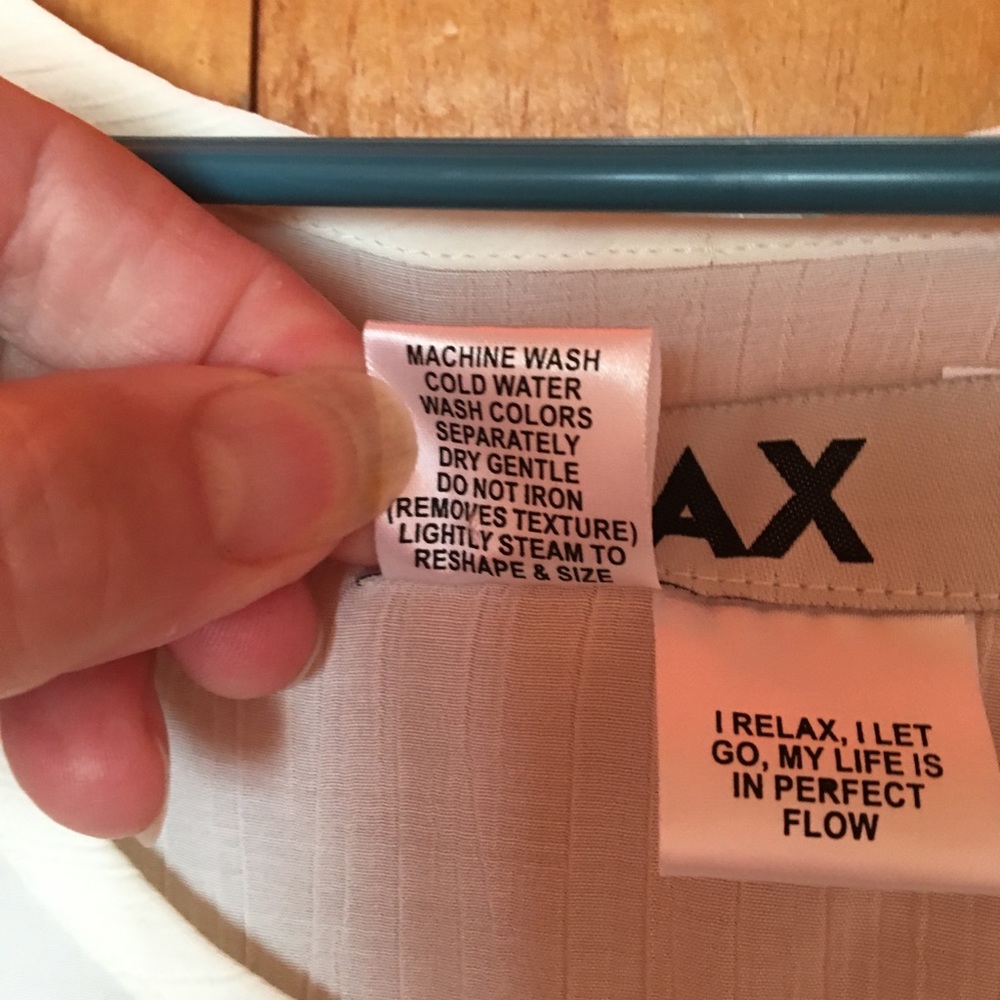 MACHINE WASH
COLD WATER
WASH COLORS
SEPARATELY
DRY GENTLE
DO NOT IRON
(REMOVES TEXTURE)
LIGHTLY STEAM TO
RESHAPE & SIZE
AX
I RELAX, I LET
GO, MY LIFE IS
IN PERFECT
FLOW